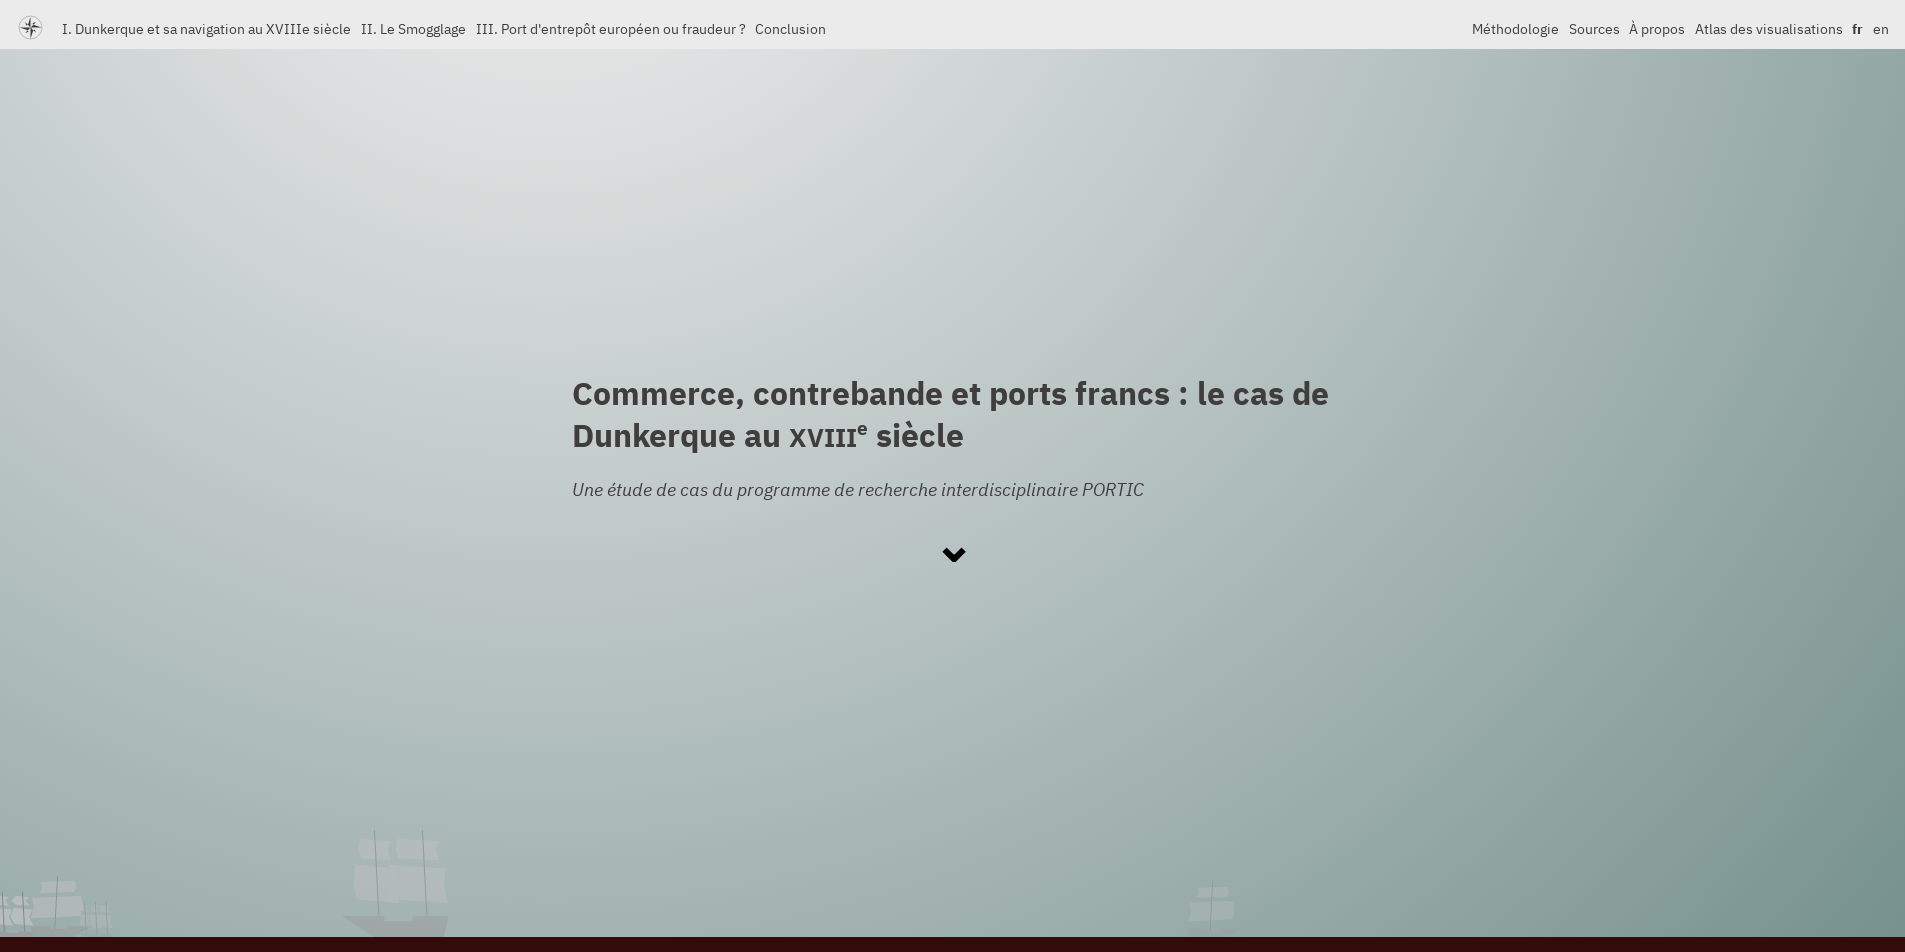 I. Dunkerque et sa navigation au XVIIIe siècle II. Le Smogglage III. Port d'entrepôt européen ou fraudeur ? Conclusion Méthodologie Sources À propos Atlas des visualisations fr en
Commerce, contrebande et ports francs : le cas de
Dunkerque au XVIIIe siècle
Une étude de cas du programme de recherche interdisciplinaire PORTIC